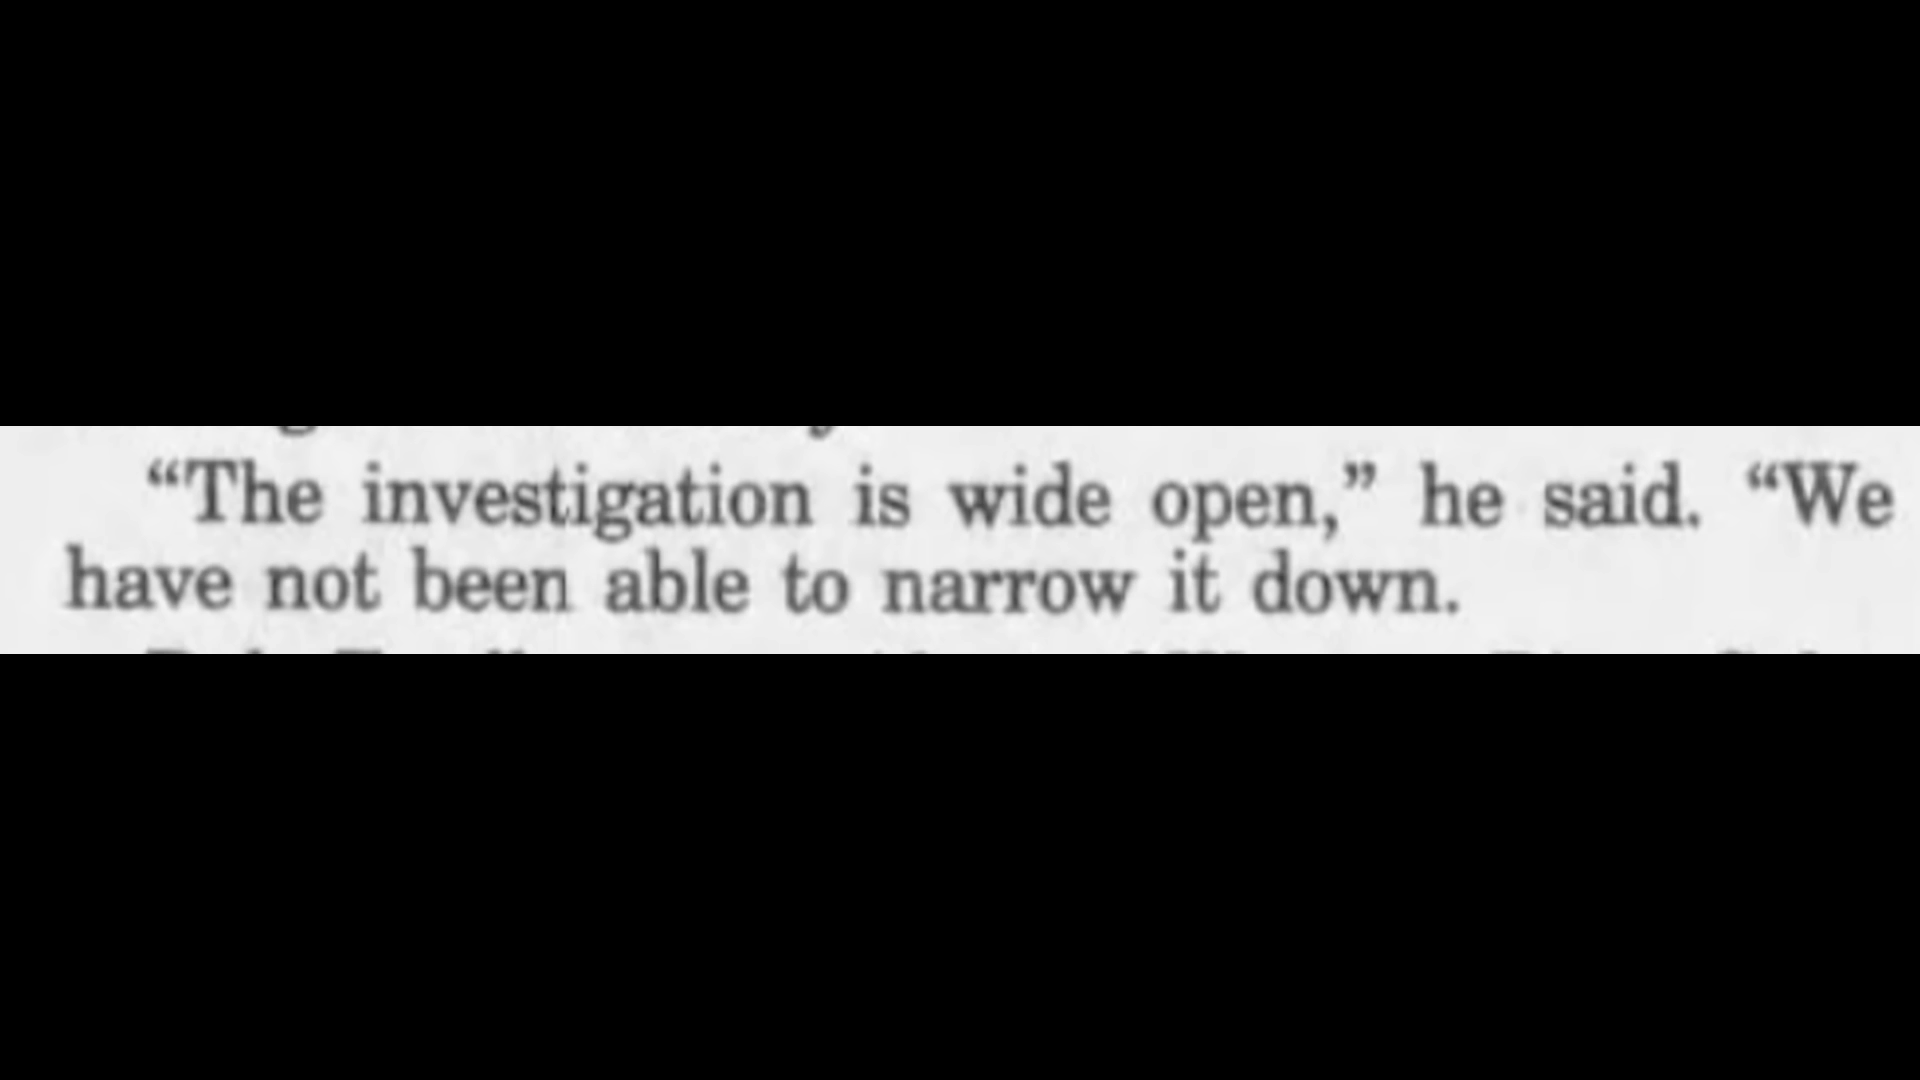 “The investigation is wide open,” he said. “We
have not been able to narrow it down.